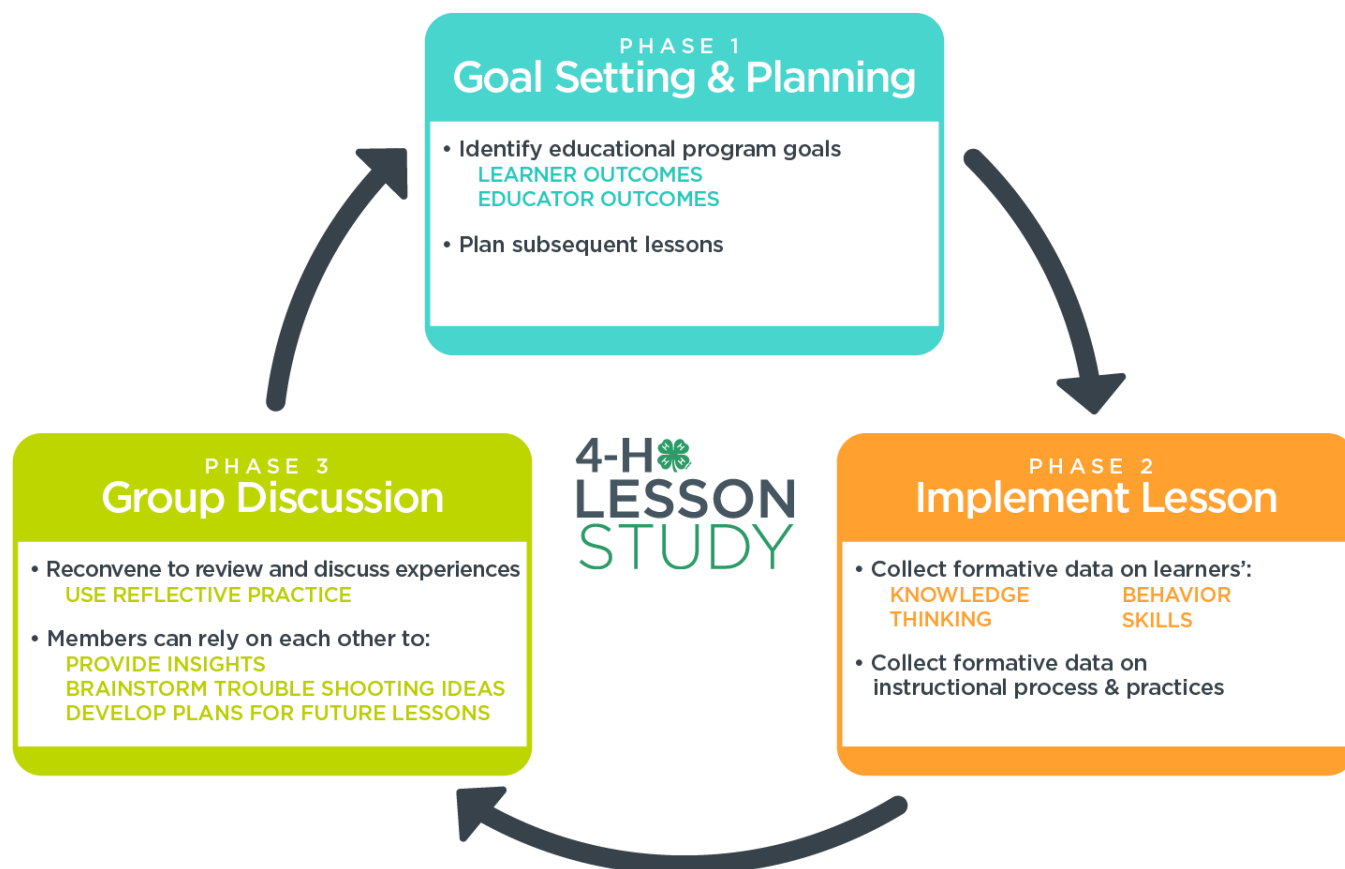 PHASE 1
Goal Setting & Planning
• Identify educational program goals
LEARNER OUTCOMES
EDUCATOR OUTCOMES
• Plan subsequent lessons
PHASE 2
Implement Lesson
• Collect formative data on learners’:
KNOWLEDGE BEHAVIOR
THINKING SKILLS
• Collect formative data on
instructional process & practices
PHASE 3
Group Discussion
• Reconvene to review and discuss experiences
USE REFLECTIVE PRACTICE
• Members can rely on each other to:
PROVIDE INSIGHTS
BRAINSTORM TROUBLE SHOOTING IDEAS
DEVELOP PLANS FOR FUTURE LESSONS
4-H
LESSON
STUDY